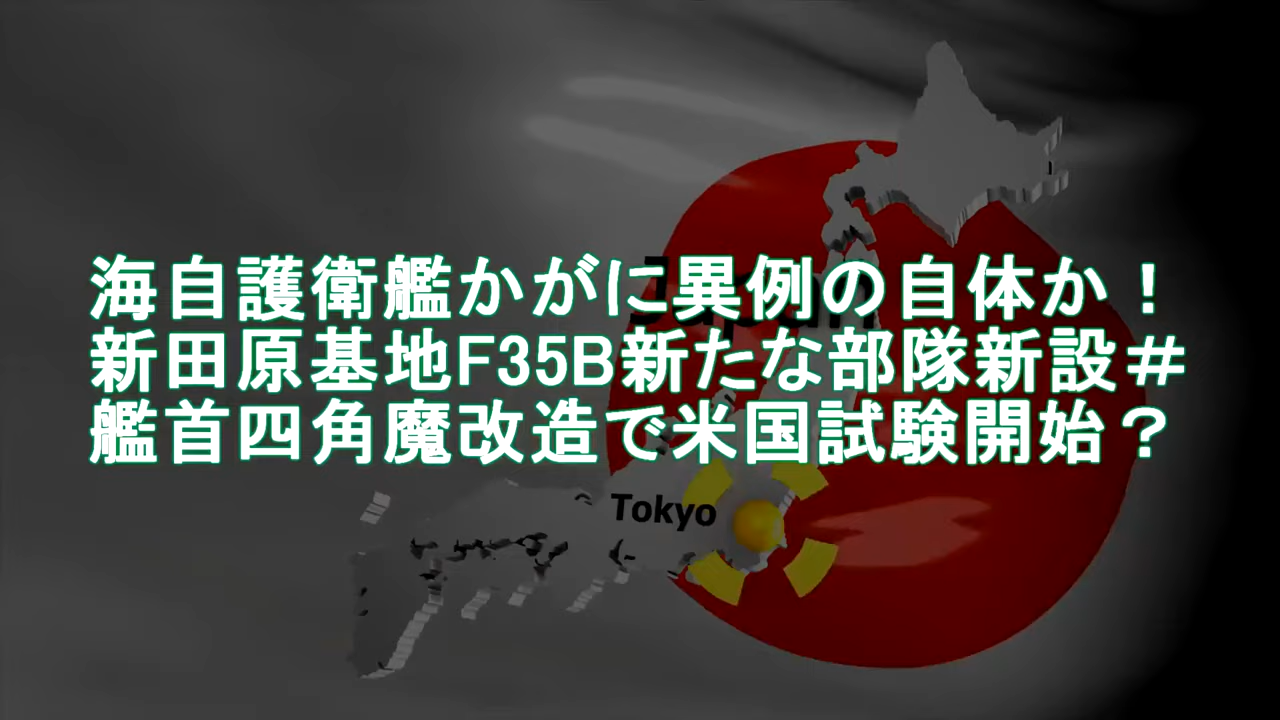 海自護衛艦かがに異例の自体か！
新田原基地F35B新たな部隊新設＃
艦首四角魔改造で米国試験開始？
Japan
Tokyo